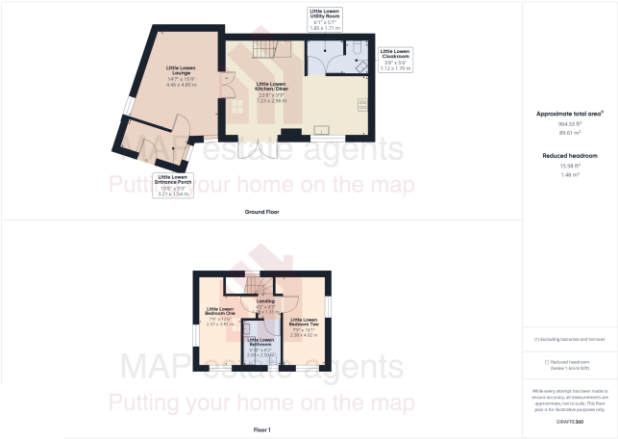 Little Lowen
Utility Room
6'1" x 5'7"
1.85 x 1.71 m
Little Lowen
Cloakroom
3'8" x 5'6"
1.12 x 1.70 m
Little Lowen
Lounge
14'7" x 15'9"
4.46 x 4.80 m
Little Lowen
Kitchen/Diner
23'8" x 9'9"
7.23 x 2.98 m
Little Lowen
Entrance Porch
MAP estate agents
Putting your home on the map
Ground Floor
Approximate total area(1)
964.55 ft²
89.61 m²
Reduced headroom
15.98 ft²
1.48 m²
Landing
Little Lowen
Bedroom One
Little Lowen
Bedroom Two
Little Lowen
Bathroom
MAP estate agents
Putting your home on the map
Floor 1
(1) Excluding balconies and terraces
Reduced headroom
(below 1.5m/4.92ft)
While every attempt has been made to
ensure accuracy, all measurements are
approximate, not to scale. This floor
plan is for illustrative purposes only.
GIRAFFE360